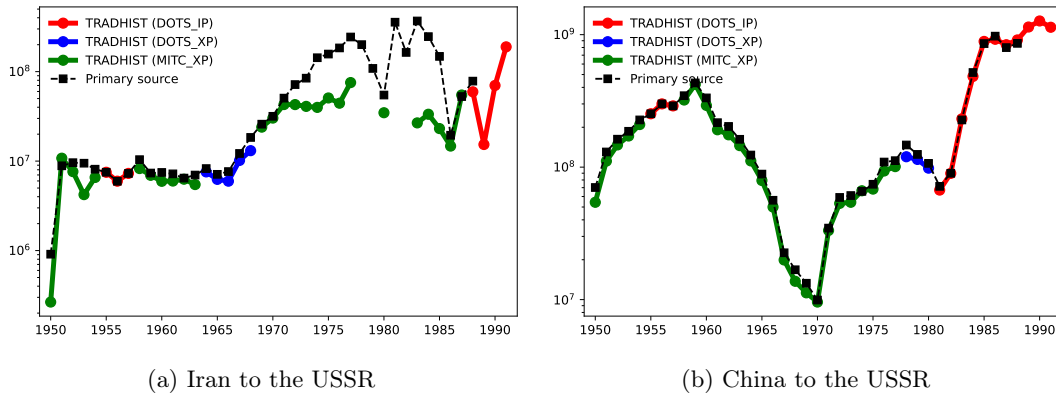 TRADHIST (DOTS_IP)
TRADHIST (DOTS_XP)
TRADHIST (MITC_XP)
Primary source
10^8
10^7
10^6
1950 1955 1960 1965 1970 1975 1980 1985 1990
(a) Iran to the USSR
TRADHIST (DOTS_IP)
TRADHIST (DOTS_XP)
TRADHIST (MITC_XP)
Primary source
10^9
10^8
10^7
1950 1955 1960 1965 1970 1975 1980 1985 1990
(b) China to the USSR